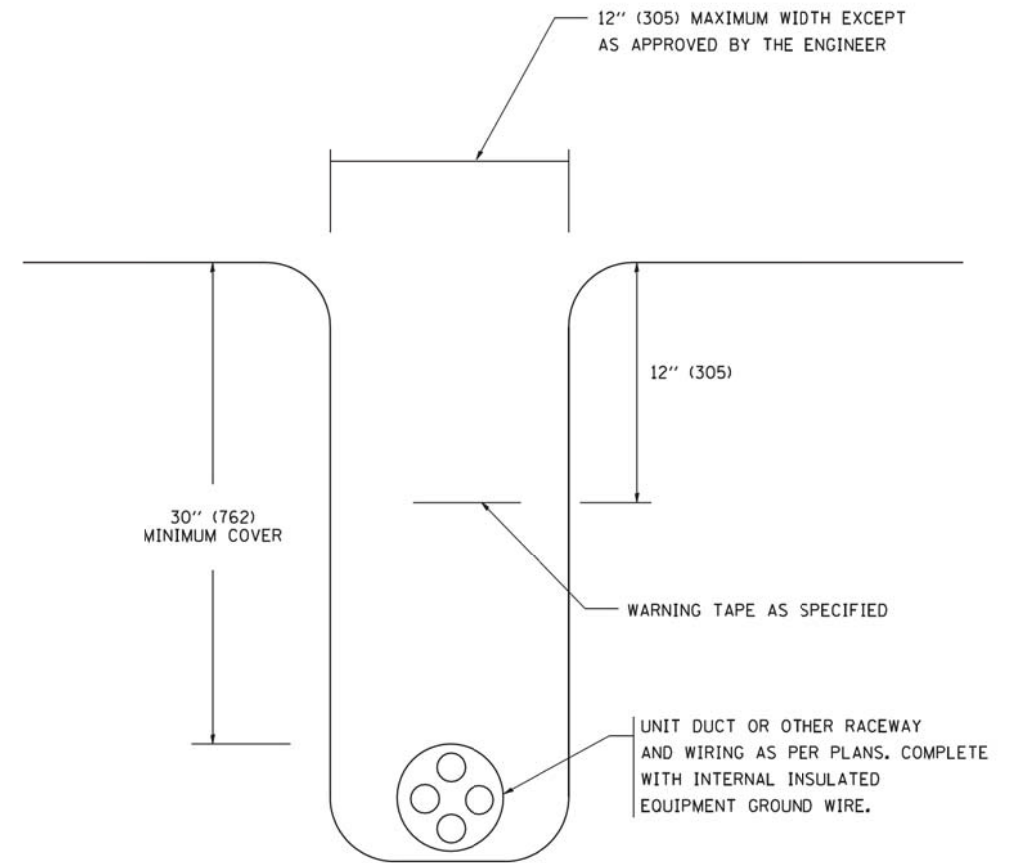 12'' (305) MAXIMUM WIDTH EXCEPT
AS APPROVED BY THE ENGINEER
12'' (305)
30'' (762)
MINIMUM COVER
WARNING TAPE AS SPECIFIED
UNIT DUCT OR OTHER RACEWAY
AND WIRING AS PER PLANS. COMPLETE
WITH INTERNAL INSULATED
EQUIPMENT GROUND WIRE.